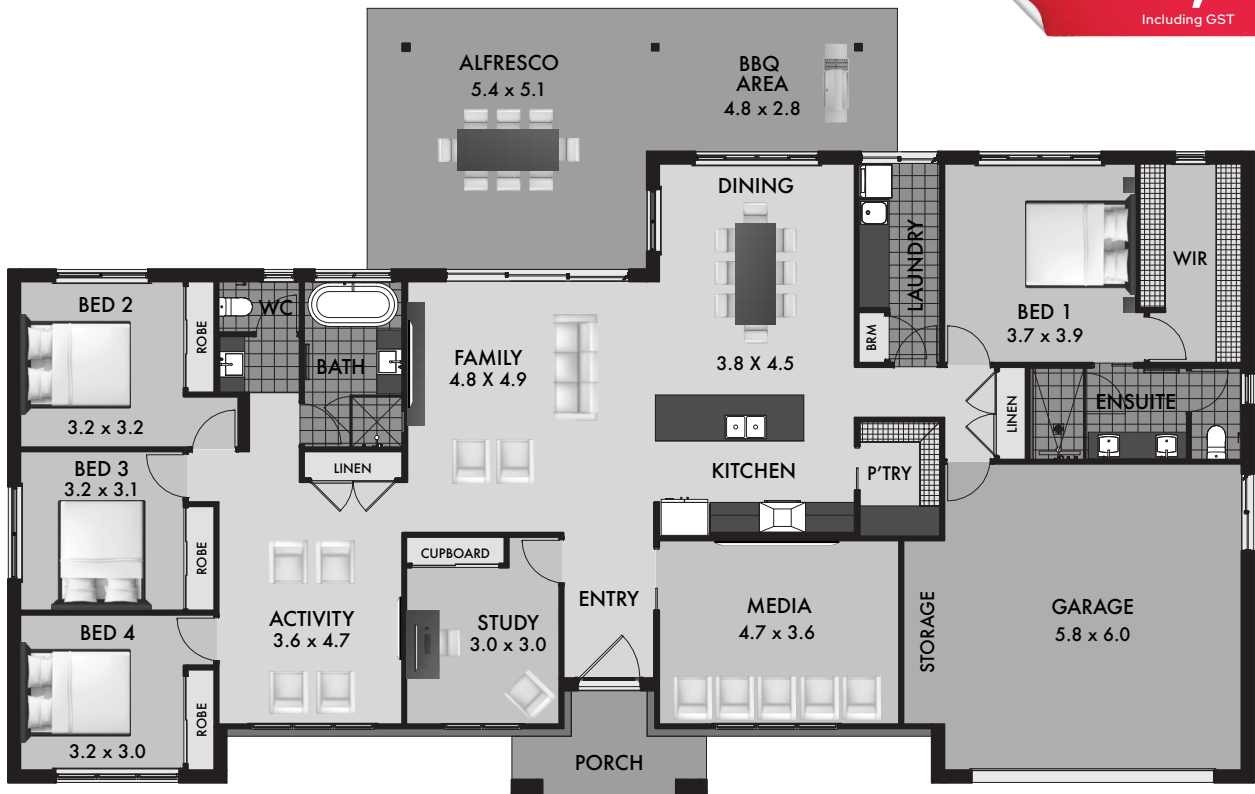 Including GST
ALFRESCO
5.4 x 5.1
BBQ
AREA
4.8 x 2.8
DINING
3.8 X 4.5
LAUNDRY
BRM
BED 1
3.7 x 3.9
WIR
BED 2
3.2 x 3.2
ROBE
WC
BATH
FAMILY
4.8 X 4.9
LINEN
ENSUITE
KITCHEN
P'TRY
BED 3
3.2 x 3.1
ROBE
LINEN
CUPBOARD
ACTIVITY
3.6 x 4.7
STUDY
3.0 x 3.0
ENTRY
MEDIA
4.7 x 3.6
STORAGE
GARAGE
5.8 x 6.0
BED 4
3.2 x 3.0
ROBE
PORCH